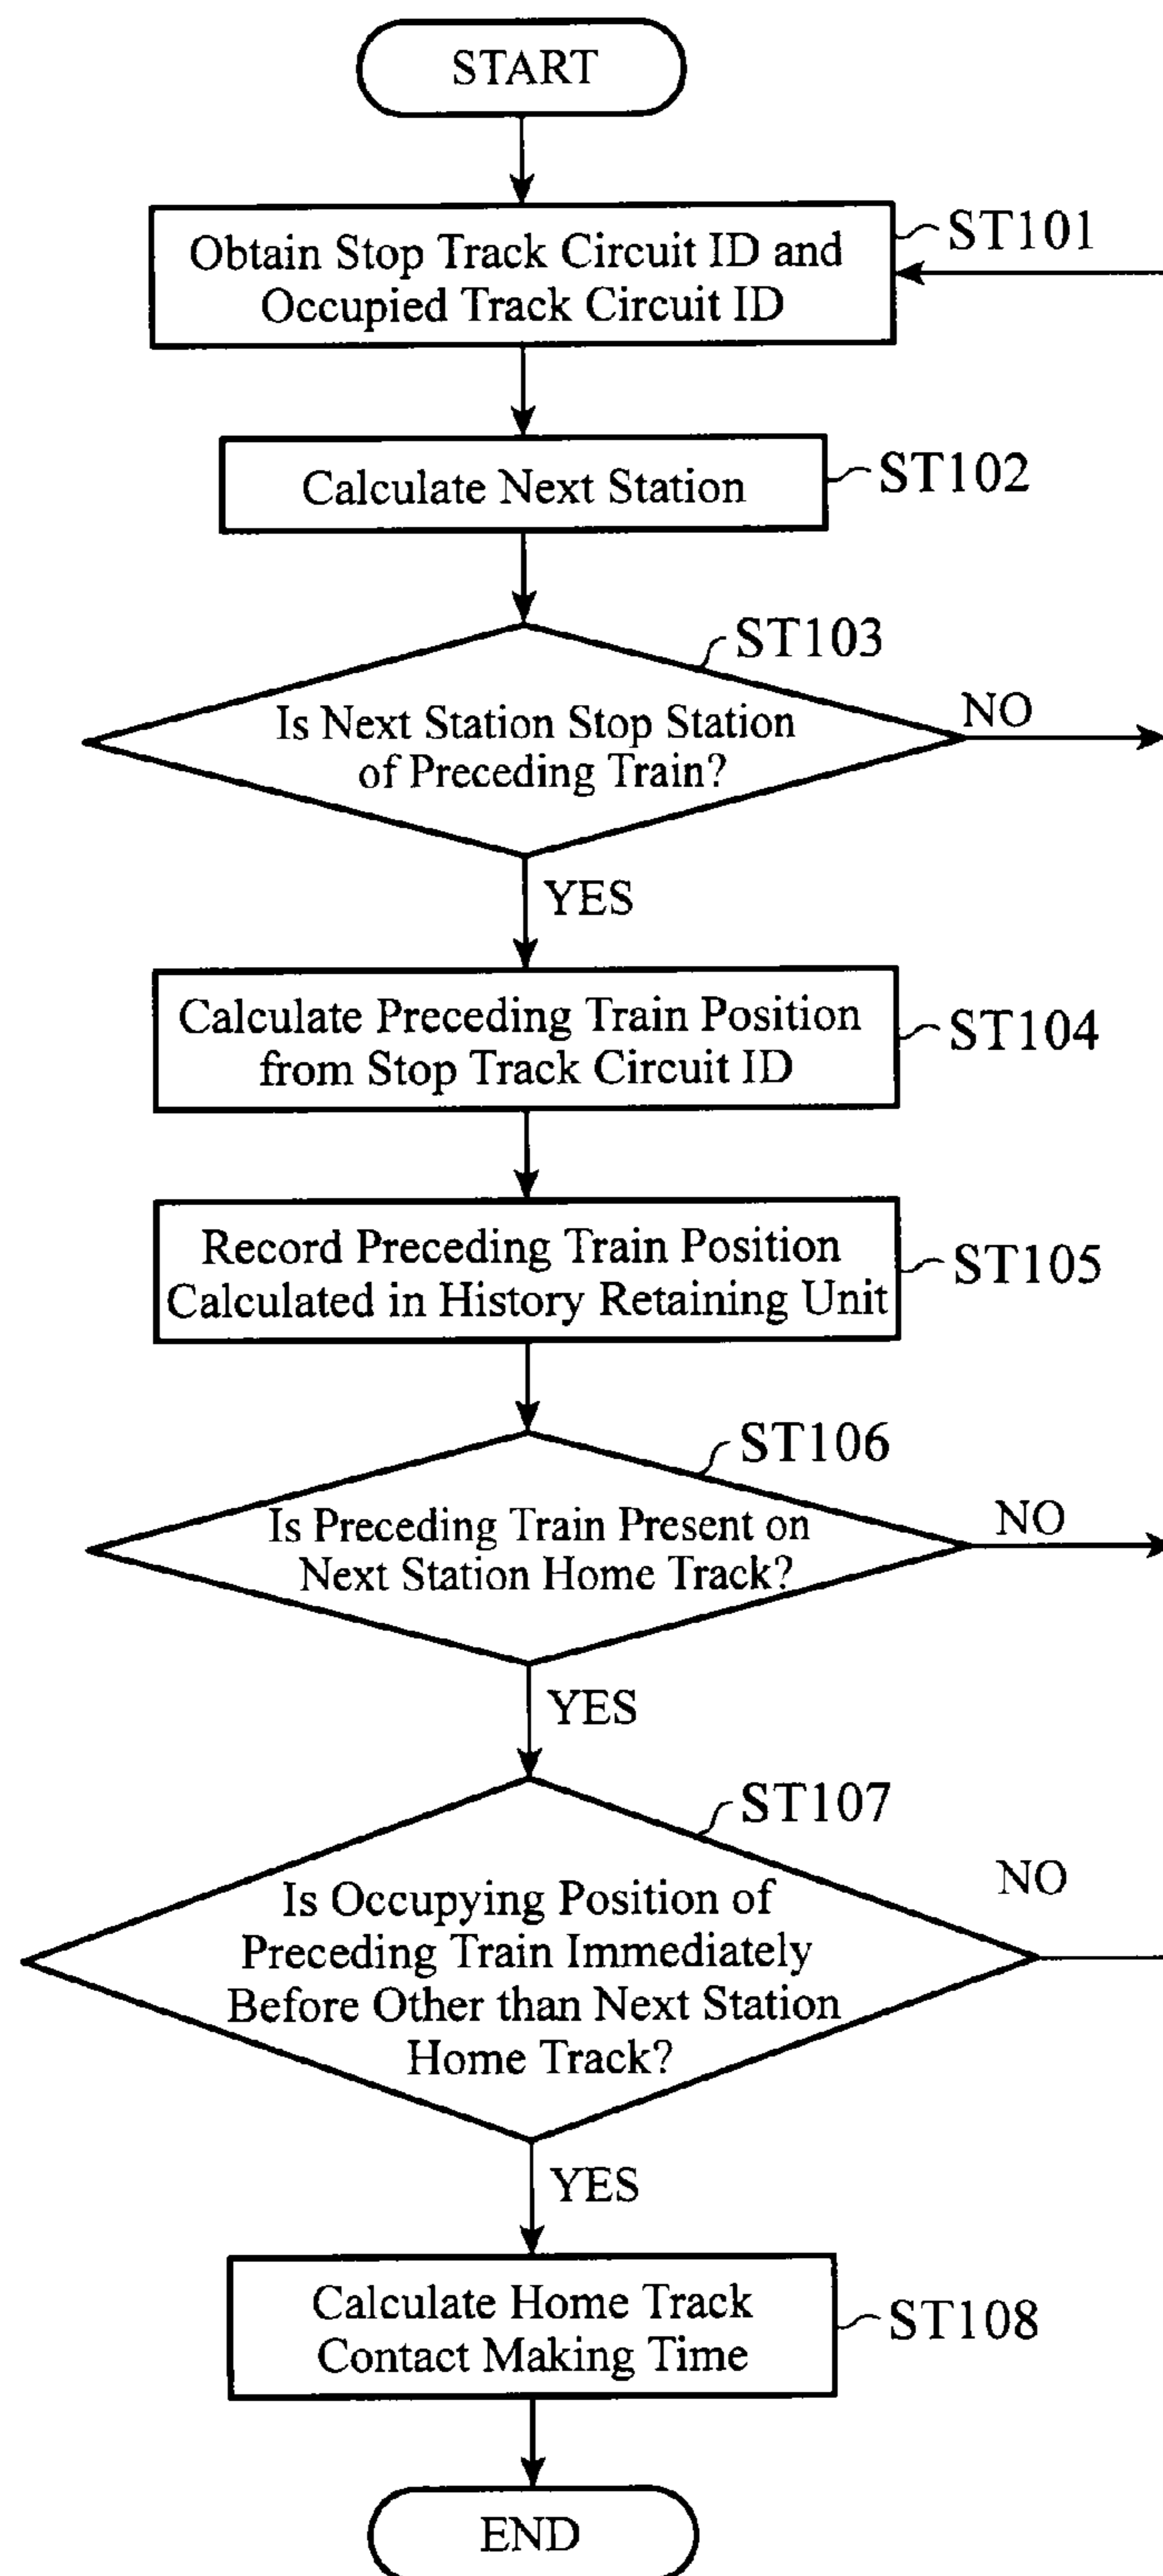 START
Obtain Stop Track Circuit ID and
Occupied Track Circuit ID
ST101
Calculate Next Station
ST102
ST103
Is Next Station Stop Station
of Preceding Train?
NO
YES
Calculate Preceding Train Position
from Stop Track Circuit ID
ST104
Record Preceding Train Position
Calculated in History Retaining Unit
ST105
ST106
Is Preceding Train Present on
Next Station Home Track?
NO
YES
ST107
Is Occupying Position of
Preceding Train Immediately
Before Other than Next Station
Home Track?
NO
YES
Calculate Home Track
Contact Making Time
ST108
END